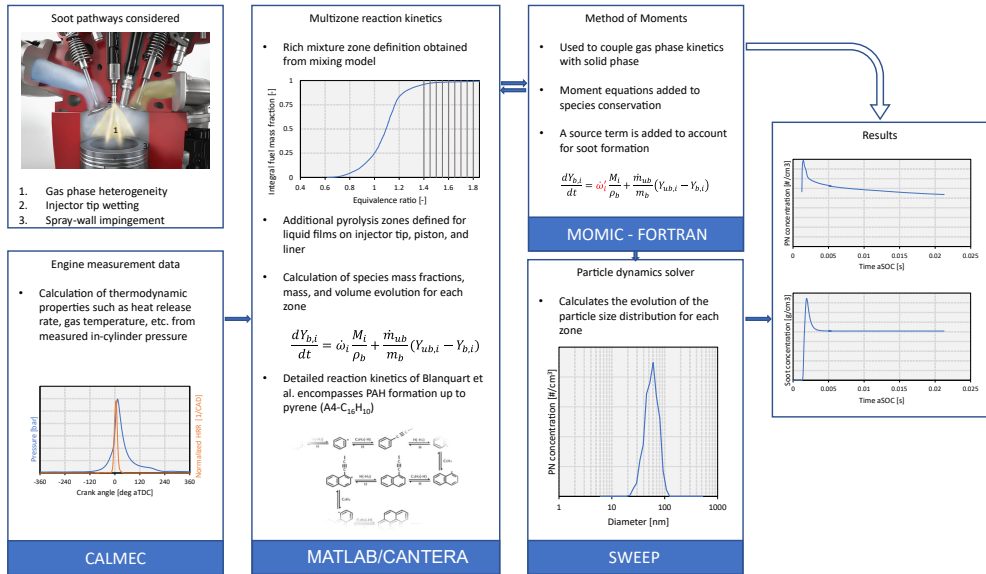 Soot pathways considered
2
1
3
1. Gas phase heterogeneity
2. Injector tip wetting
3. Spray-wall impingement
Engine measurement data
• Calculation of thermodynamic
properties such as heat release
rate, gas temperature, etc. from
measured in-cylinder pressure
Pressure [bar]
Normalized HRR [1/CAD]
-360 -240 -120 0 120 240 360
Crank angle [deg aTDC]
CALMEC
Multizone reaction kinetics
• Rich mixture zone definition obtained
from mixing model
Integral fuel mass fraction [-]
1
0.75
0.5
0.25
0
0.4 0.6 0.8 1 1.2 1.4 1.6 1.8
Equivalence ratio [-]
• Additional pyrolysis zones defined for
liquid films on injector tip, piston, and
liner
• Calculation of species mass fractions,
mass, and volume evolution for each
zone
dY_{b,i}/dt = ω̇_i M_i/ρ_b + ṁ_{ub}/m_b (Y_{ub,i} − Y_{b,i})
• Detailed reaction kinetics of Blanquart et
al. encompasses PAH formation up to
pyrene (A4-C₁₆H₁₀)
MATLAB/CANTERA
Method of Moments
• Used to couple gas phase kinetics
with solid phase
• Moment equations added to
species conservation
• A source term is added to account
for soot formation
dY_{b,i}/dt = ω̇_i′ M_i/ρ_b + ṁ_{ub}/m_b (Y_{ub,i} − Y_{b,i})
MOMIC - FORTRAN
Particle dynamics solver
• Calculates the evolution of the
particle size distribution for each
zone
PN concentration [#/cm³]
1 10 100 1000
Diameter [nm]
SWEEP
Results
PN concentration [#/cm3]
0 0.005 0.01 0.015 0.02 0.025
Time aSOC [s]
Soot concentration [g/cm3]
0 0.005 0.01 0.015 0.02 0.025
Time aSOC [s]